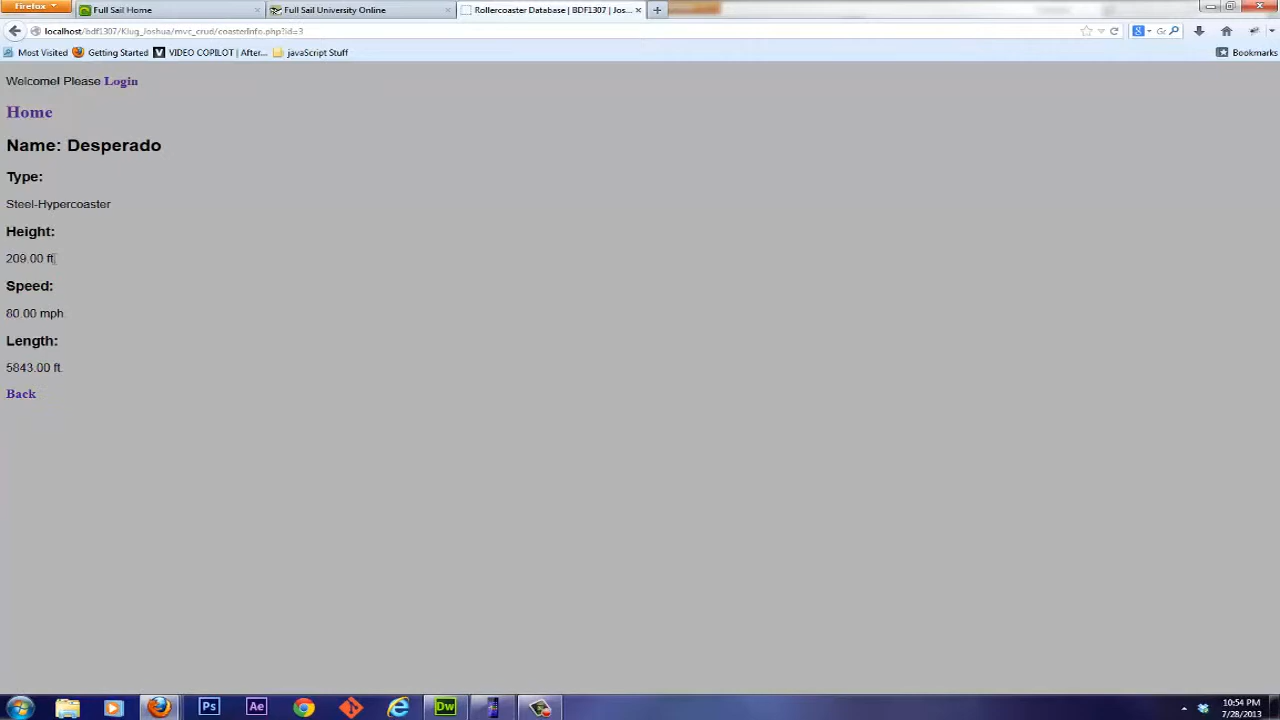 Firefox
Full Sail Home
Full Sail University Online
Rollercoaster Database | BDF1307 | Jos...
localhost/bdf1307/Klug_Joshua/mvc_crud/coasterInfo.php?id=3
Most Visited
Getting Started
VIDEO COPILOT | After...
javaScript Stuff
Bookmarks
Welcome! Please Login
Home
Name: Desperado
Type:
Steel-Hypercoaster
Height:
209.00 ft
Speed:
80.00 mph
Length:
5843.00 ft
Back
Ps
Ae
Dw
10:54 PM
7/28/2013